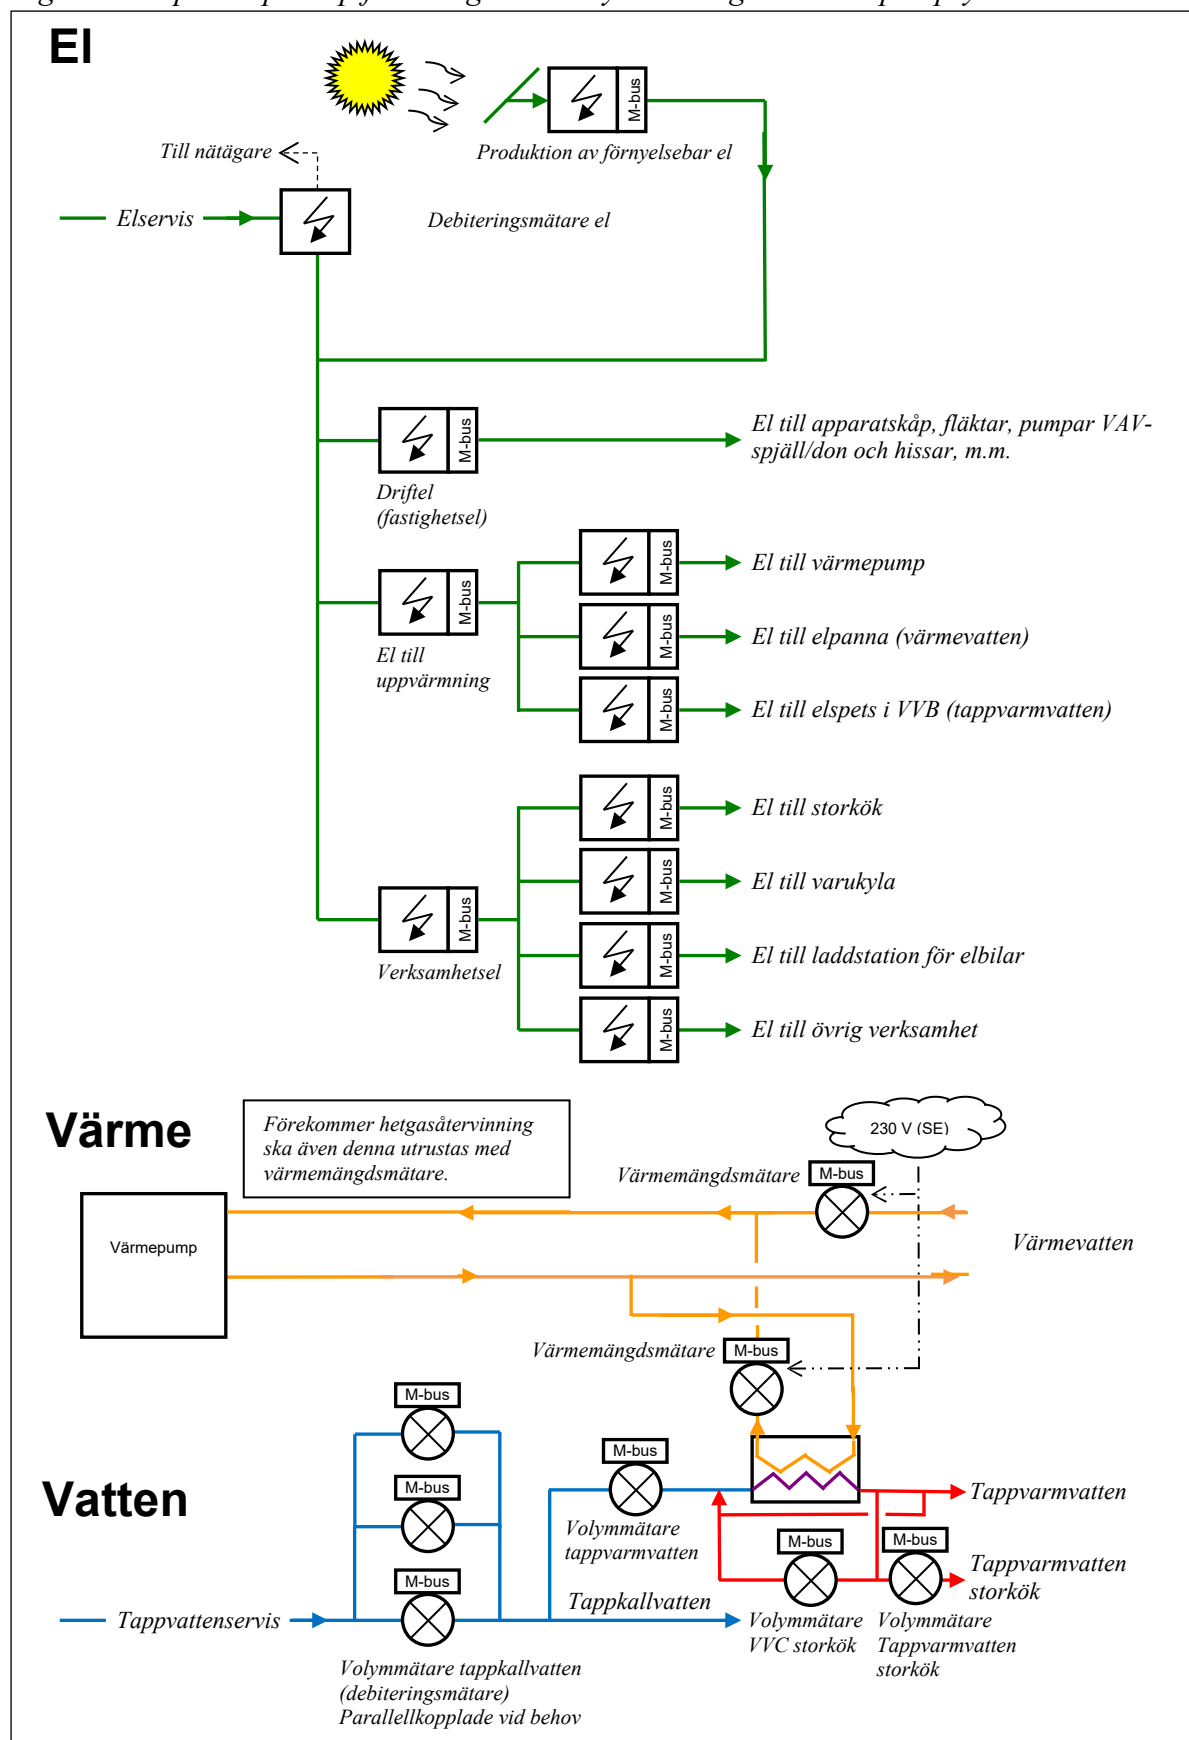 El
M-bus
Till nätägare
Produktion av förnyelsebar el
Elservis
Debiteringsmätare el
M-bus
El till apparatskåp, fläktar, pumpar VAV-
spjäll/don och hissar, m.m.
Driftel
(fastighetsel)
M-bus
El till värmepump
M-bus
M-bus
El till elpanna (värmevatten)
El till
uppvärmning
M-bus
El till elspets i VVB (tappvarmvatten)
M-bus
El till storkök
M-bus
El till varukyla
M-bus
Verksamhetsel
M-bus
El till laddstation för elbilar
M-bus
El till övrig verksamhet
Värme
Förekommer hetgasåtervinning
ska även denna utrustas med
värmemängdsmätare.
230 V (SE)
Värmemängdsmätare
M-bus
Värmepump
Värmevatten
Värmemängdsmätare
M-bus
M-bus
M-bus
Vatten
M-bus
Tappvarmvatten
Volymmätare
tappvarmvatten
M-bus
M-bus
Tappvarmvatten
storkök
M-bus
Tappkallvatten
Tappvattenservis
Volymmätare
VVC storkök
Volymmätare
Tappvarmvatten
storkök
Volymmätare tappkallvatten
(debiteringsmätare)
Parallellkopplade vid behov